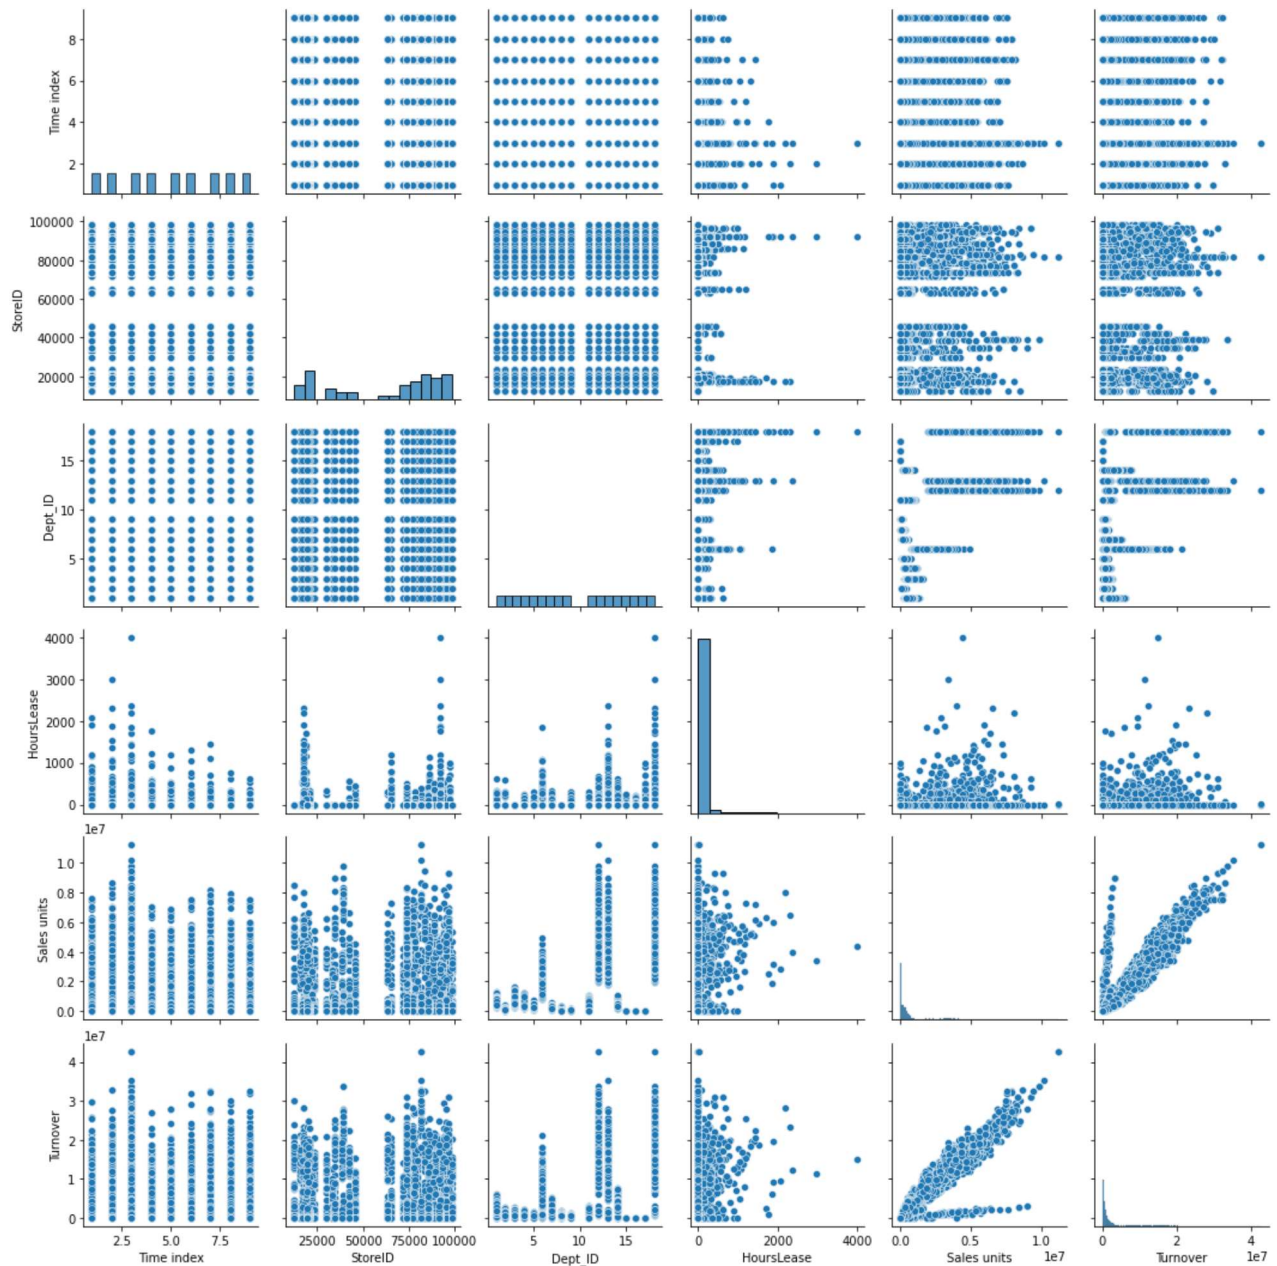 8
6
4
2
Time index
100000
80000
60000
40000
20000
StoreID
15
10
5
Dept_ID
4000
3000
2000
1000
0
HoursLease
1e7
1.0
0.8
0.6
0.4
0.2
0.0
Sales units
1e7
4
3
2
1
0
Turnover
2.5 7.5 25000 50000 75000 100000 5 10 15 0 2000 4000 0.0 0.5 1.0 0 2 4
1e7 1e7
Time index StoreID Dept_ID HoursLease Sales units Turnover